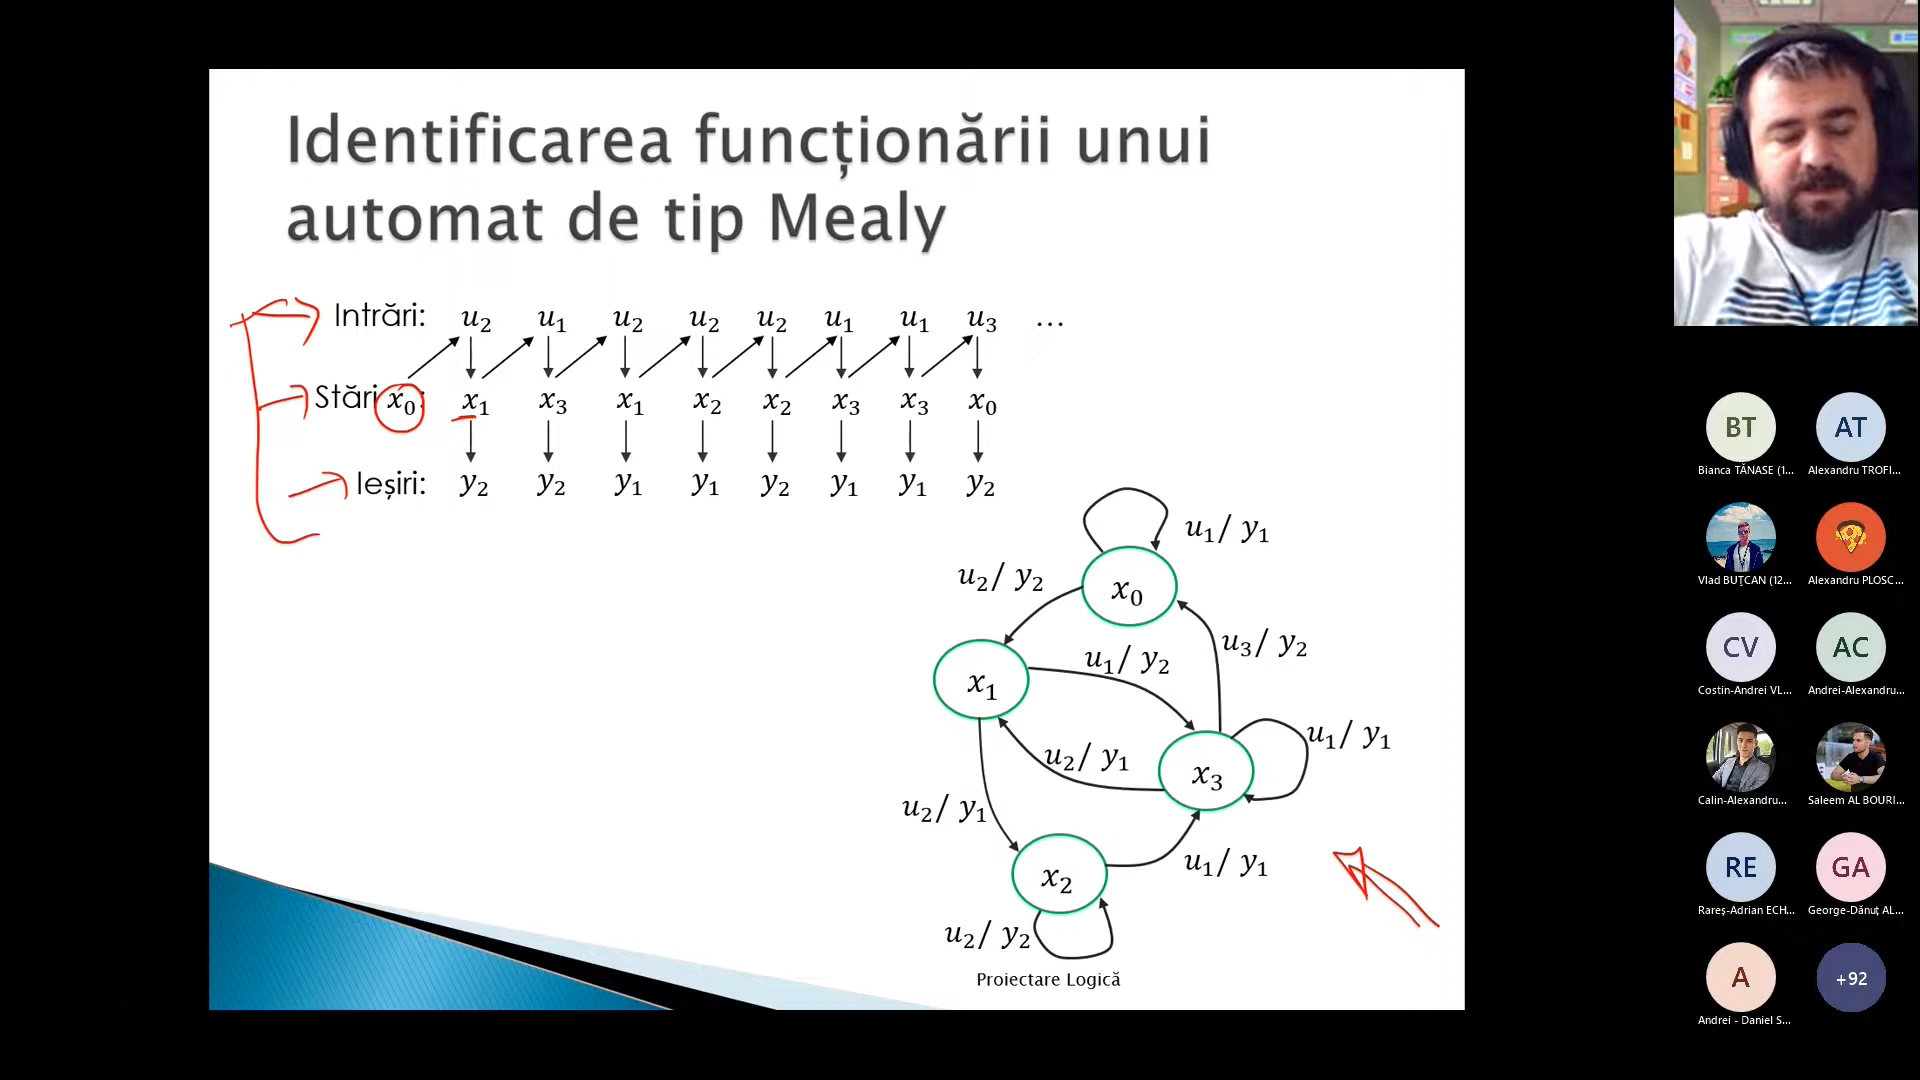 Identificarea funcționării unui
automat de tip Mealy
Intrări: u₂ u₁ u₂ u₂ u₂ u₁ u₁ u₃ ...
Stări x₀: x₁ x₃ x₁ x₂ x₂ x₃ x₃ x₀
Ieșiri: y₂ y₂ y₁ y₁ y₂ y₁ y₁ y₂
u₁/ y₁
u₂/ y₂
x₀
u₃/ y₂
u₁/ y₂
x₁
u₁/ y₁
u₂/ y₁
x₃
u₂/ y₁
u₁/ y₁
x₂
u₂/ y₂
Proiectare Logică
BT
AT
Bianca TĂNASE (1...
Alexandru TROFI...
Vlad BUȚCAN (12...
Alexandru PLOSC...
CV
AC
Costin-Andrei VL...
Andrei-Alexandru...
Calin-Alexandru...
Saleem AL BOURI...
RE
GA
Rareș-Adrian ECH...
George-Dănuț AL...
A
+92
Andrei - Daniel S...